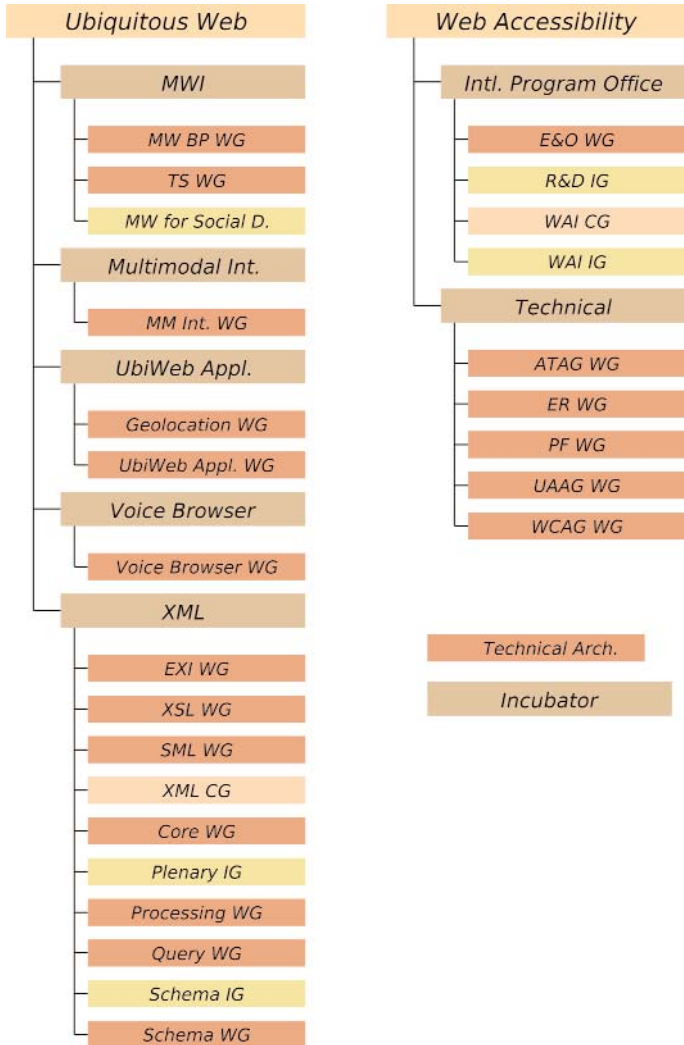 Ubiquitous Web
MWI
MW BP WG
TS WG
MW for Social D.
Multimodal Int.
MM Int. WG
UbiWeb Appl.
Geolocation WG
UbiWeb Appl. WG
Voice Browser
Voice Browser WG
XML
EXI WG
XSL WG
SML WG
XML CG
Core WG
Plenary IG
Processing WG
Query WG
Schema IG
Schema WG
Web Accessibility
Intl. Program Office
E&O WG
R&D IG
WAI CG
WAI IG
Technical
ATAG WG
ER WG
PF WG
UAAG WG
WCAG WG
Technical Arch.
Incubator